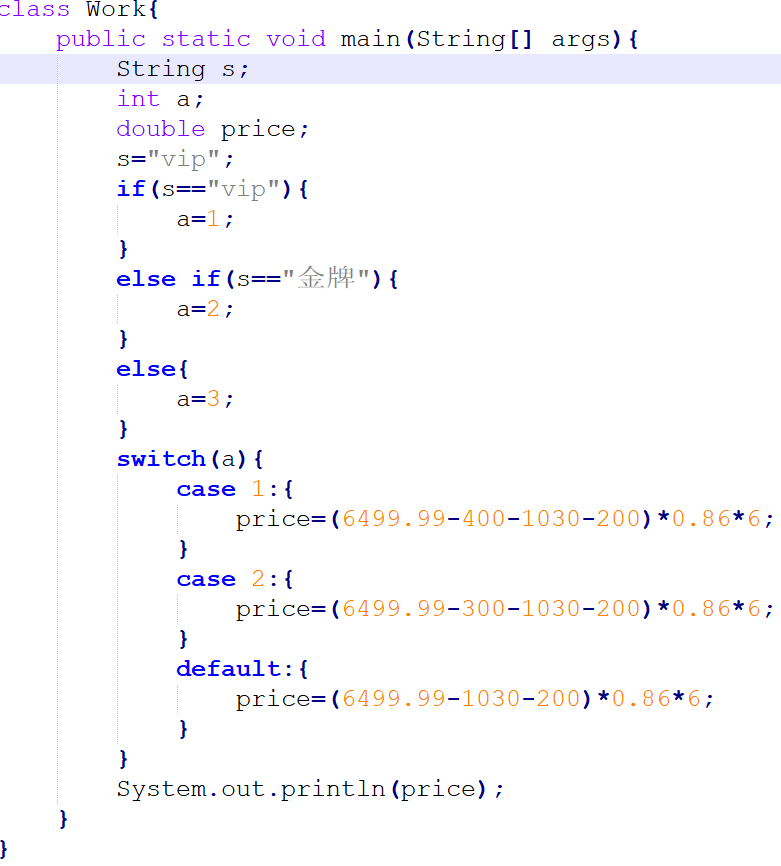 class Work{
    public static void main(String[] args){
        String s;
        int a;
        double price;
        s="vip";
        if(s=="vip"){
            a=1;
        }
        else if(s=="金牌"){
            a=2;
        }
        else{
            a=3;
        }
        switch(a){
            case 1:{
                price=(6499.99-400-1030-200)*0.86*6;
            }
            case 2:{
                price=(6499.99-300-1030-200)*0.86*6;
            }
            default:{
                price=(6499.99-1030-200)*0.86*6;
            }
        }
        System.out.println(price);
    }
}